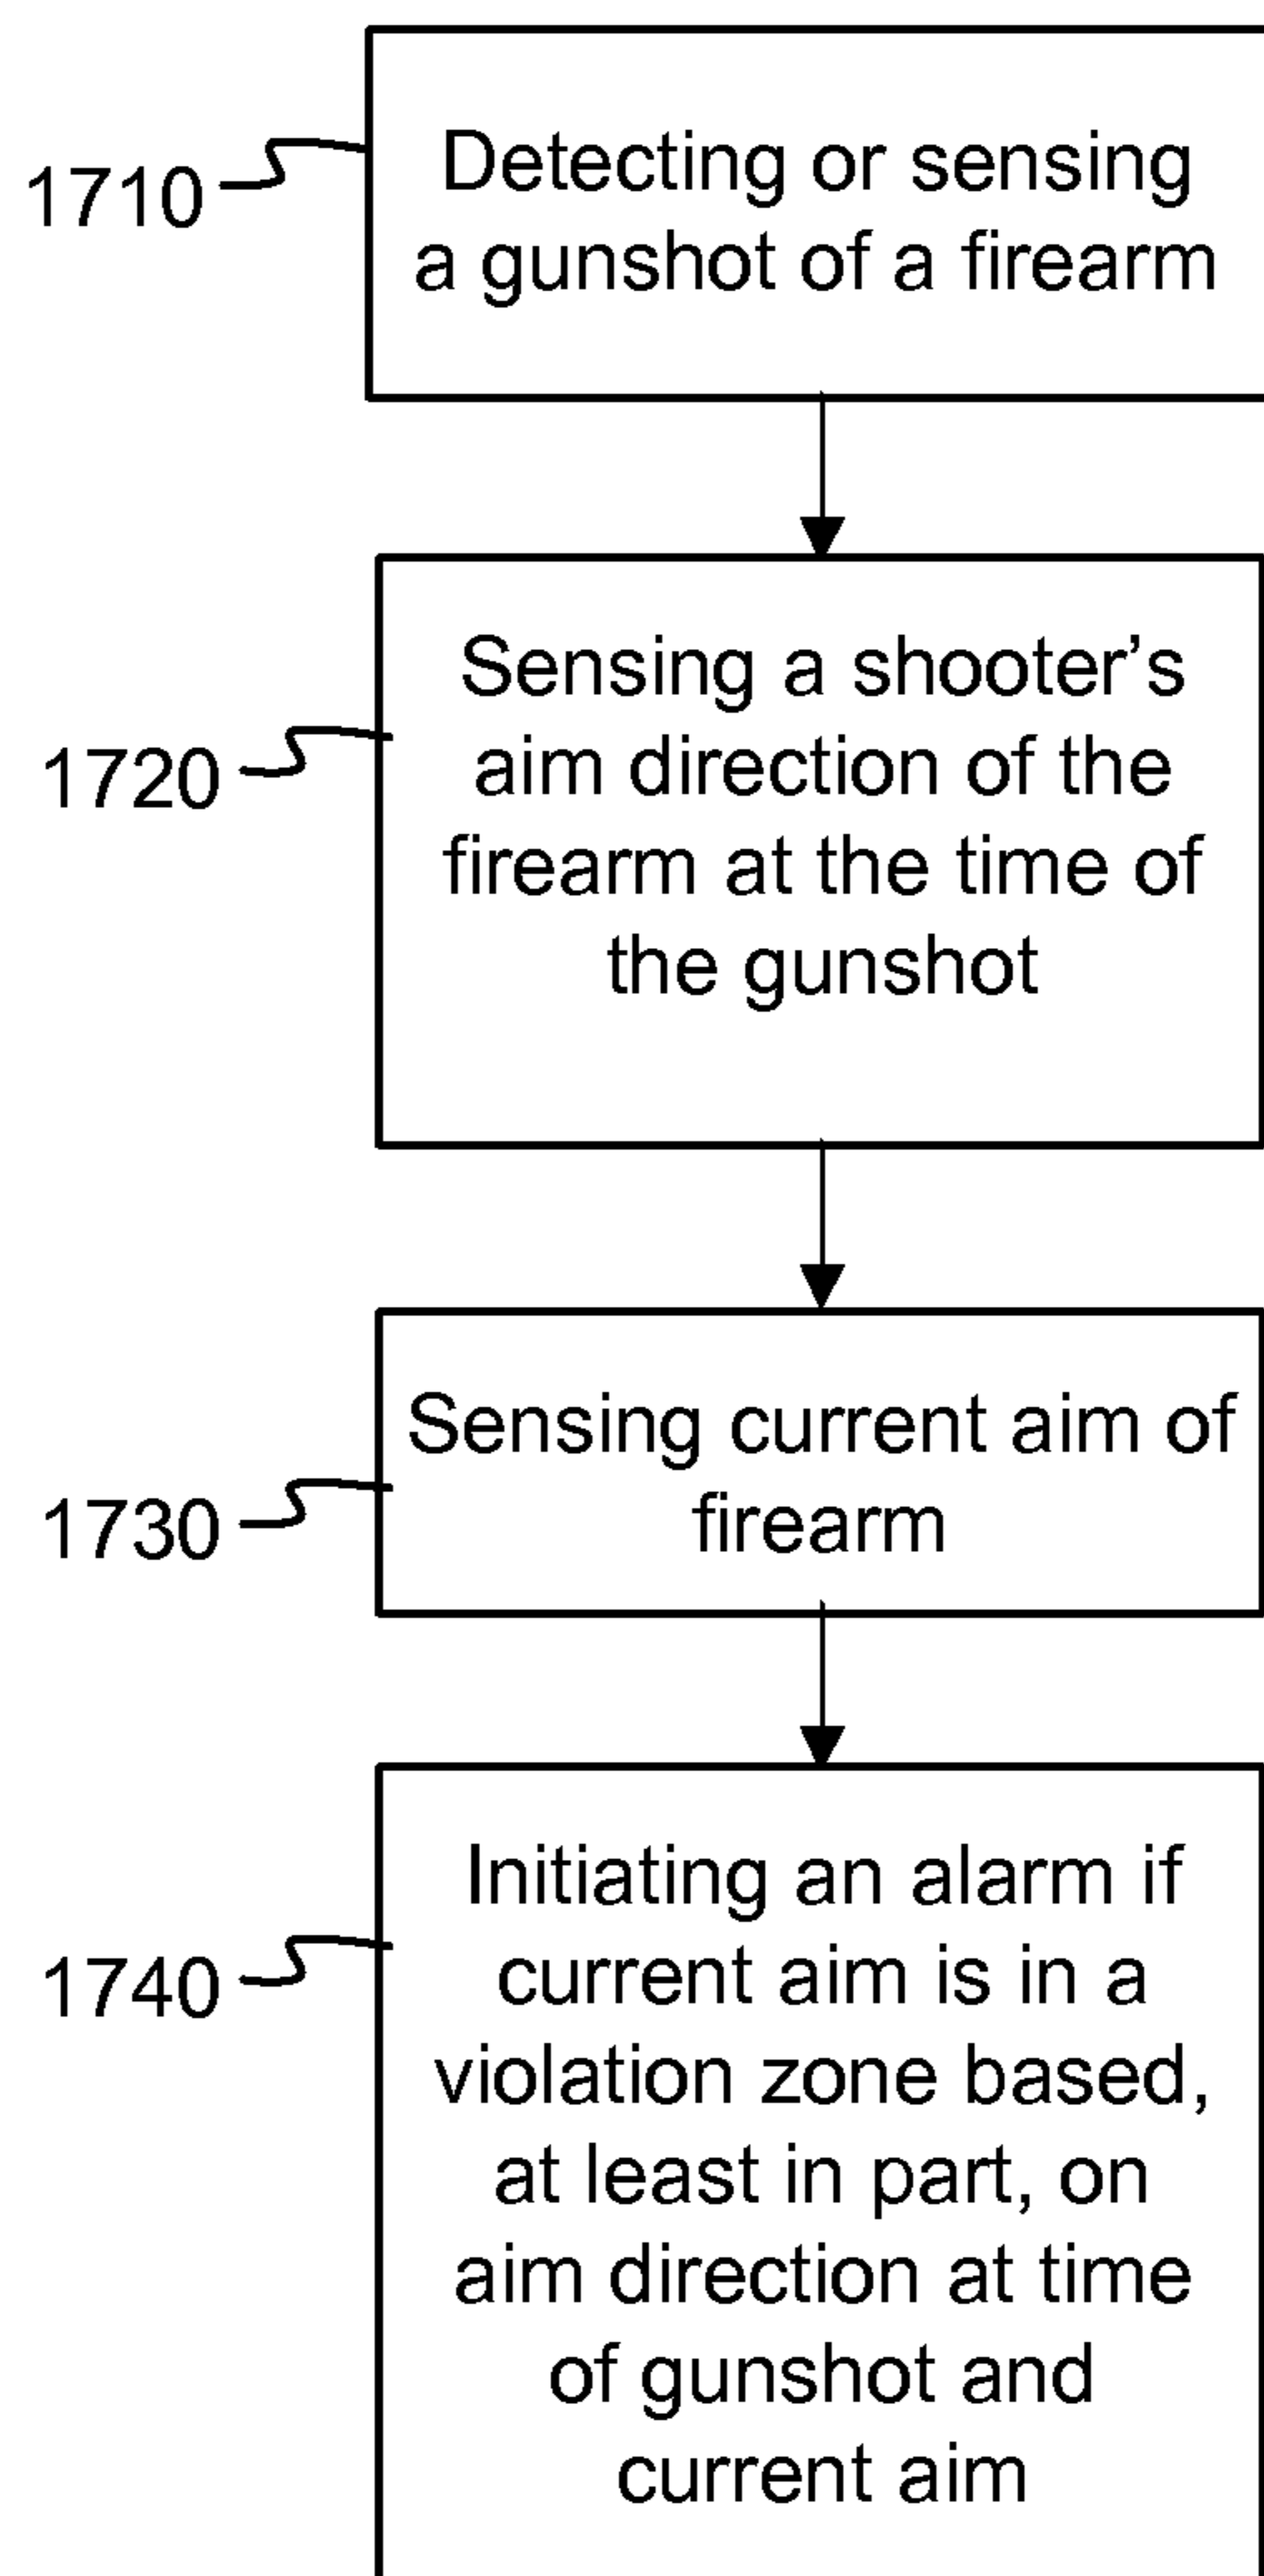 1710
Detecting or sensing
a gunshot of a firearm
1720
Sensing a shooter’s
aim direction of the
firearm at the time of
the gunshot
1730
Sensing current aim of
firearm
1740
Initiating an alarm if
current aim is in a
violation zone based,
at least in part, on
aim direction at time
of gunshot and
current aim